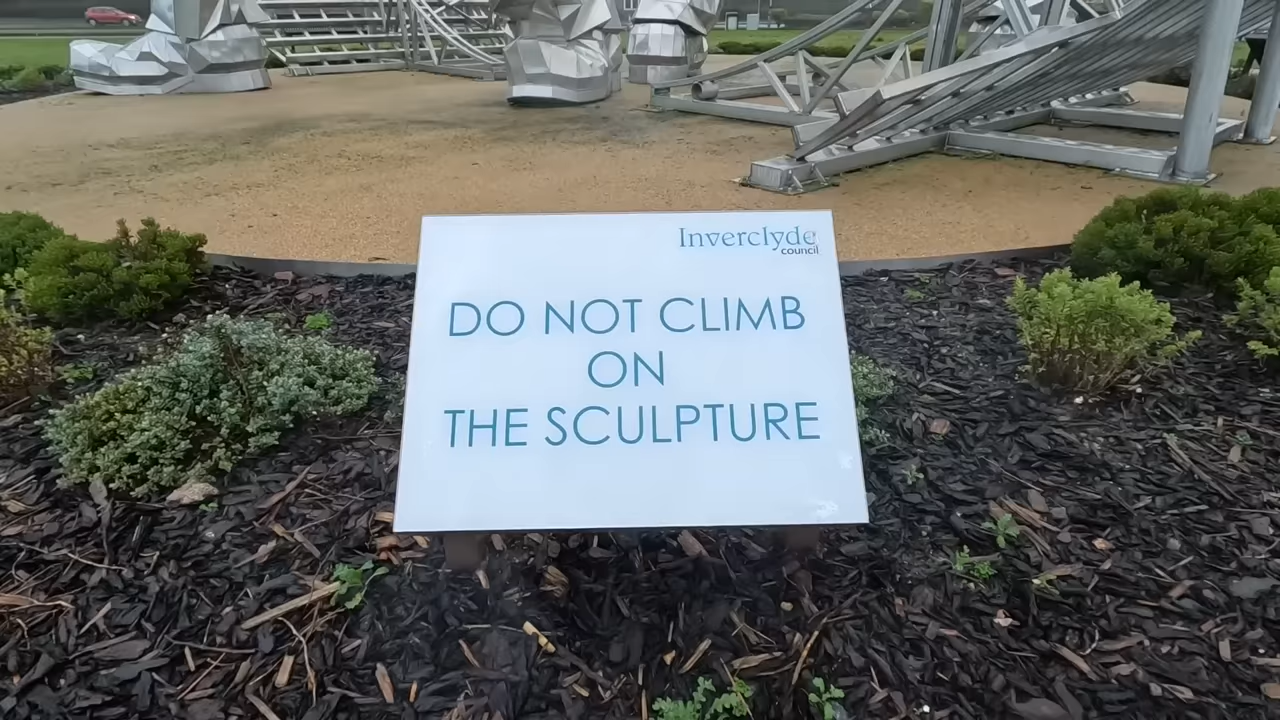 Inverclyde
council
DO NOT CLIMB
ON
THE SCULPTURE